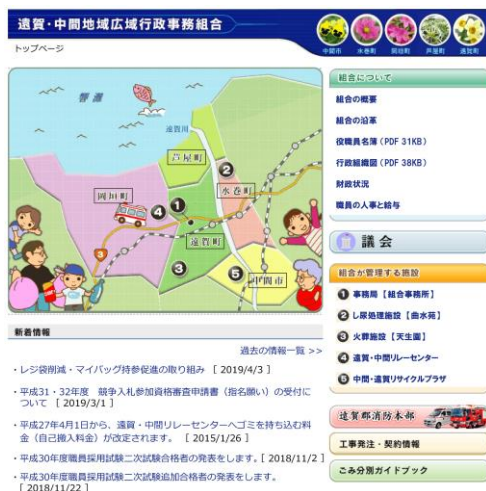 遠賀・中間地域広域行政事務組合
中間市 水巻町 岡垣町 芦屋町 遠賀町
トップページ
響灘
遠賀川
芦屋町
岡垣町
水巻町
遠賀町
中間市
1
2
3
4
5
3
新着情報
過去の情報一覧 >>
・レジ袋削減・マイバッグ持参促進の取り組み [ 2019/4/3 ]
・平成31・32年度 競争入札参加資格審査申請書(指名願い)の受付に
ついて [ 2019/3/1 ]
・平成27年4月1日から、遠賀・中間リレーセンターへゴミを持ち込む料
金(自己搬入料金)が改定されます。 [ 2015/1/26 ]
・平成30年度職員採用試験二次試験合格者の発表をします。[ 2018/11/2 ]
・平成30年度職員採用試験二次試験追加合格者の発表をします。
[ 2018/11/22 ]
組合について
組合の概要
組合の沿革
役職員名簿(PDF 31KB)
行政組織図(PDF 38KB)
財政状況
職員の人事と給与
議会
組合が管理する施設
1 事務局【組合事務所】
2 し尿処理施設【曲水苑】
3 火葬施設【天生園】
4 遠賀・中間リレーセンター
5 中間・遠賀リサイクルプラザ
遠賀郡消防本部
工事発注・契約情報
ごみ分別ガイドブック